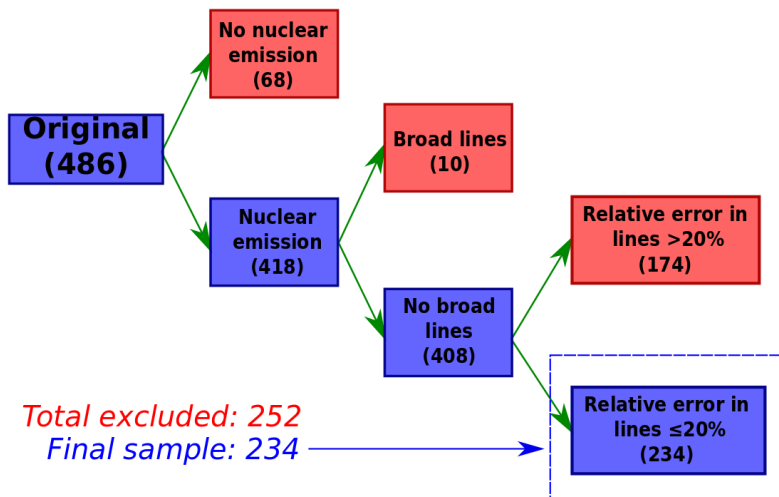 Original
(486)
No nuclear
emission
(68)
Nuclear
emission
(418)
Broad lines
(10)
No broad
lines
(408)
Relative error in
lines >20%
(174)
Relative error in
lines ≤20%
(234)
Total excluded: 252
Final sample: 234